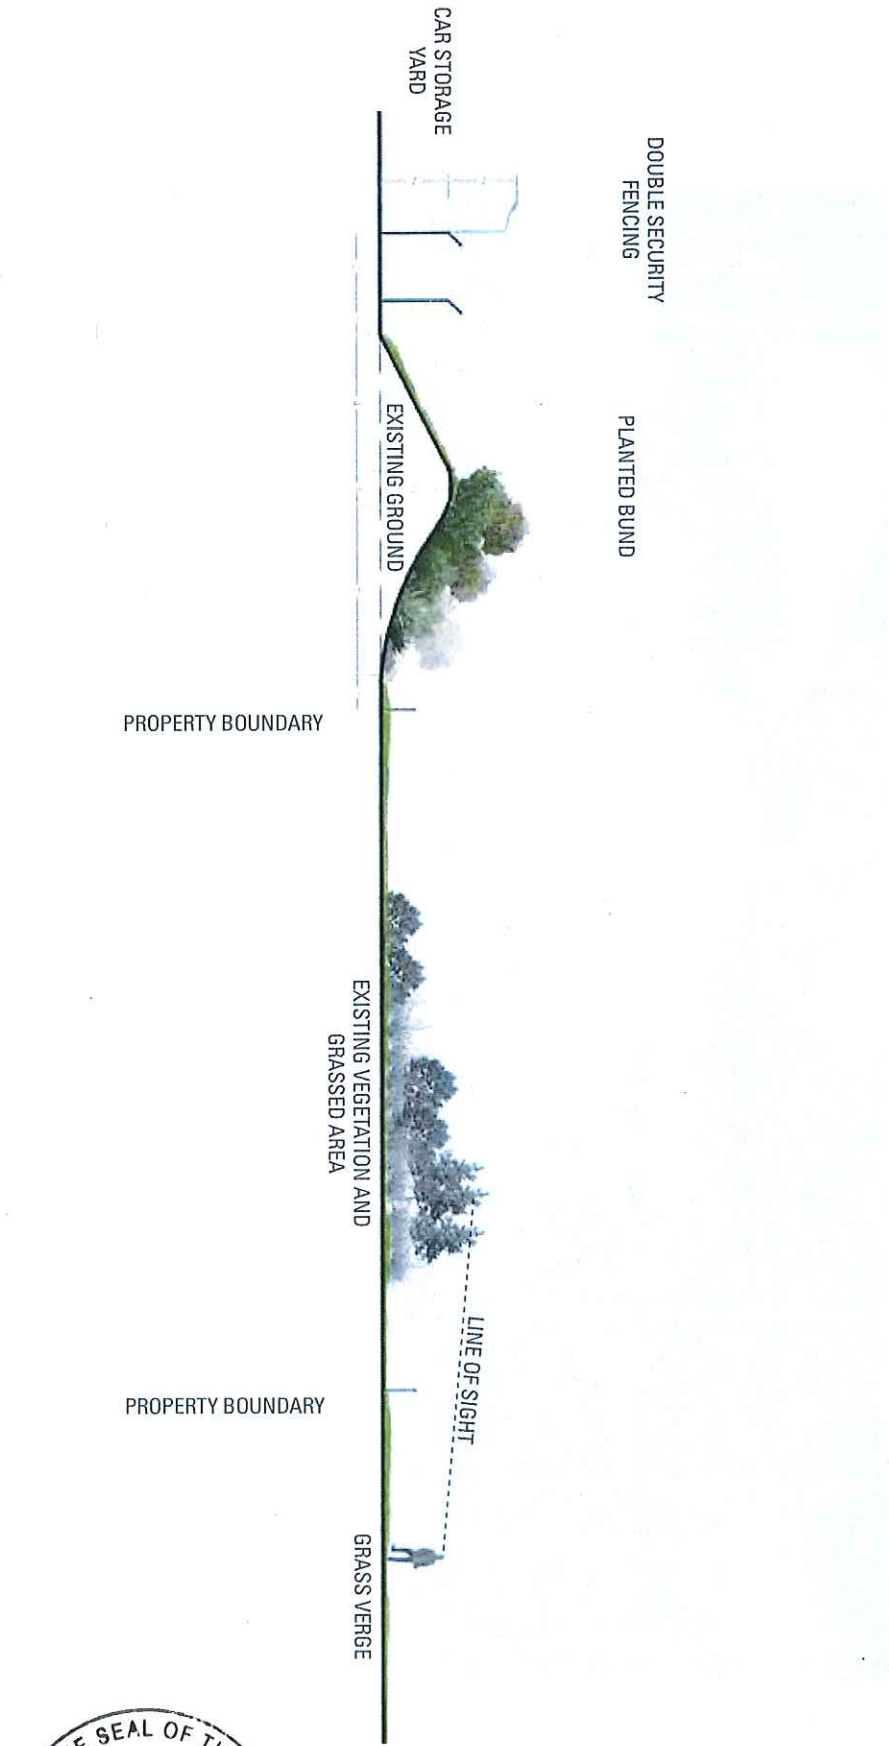 CAR STORAGE
YARD
DOUBLE SECURITY
FENCING
PLANTED BUND
EXISTING GROUND
PROPERTY BOUNDARY
EXISTING VEGETATION AND
GRASSED AREA
LINE OF SIGHT
PROPERTY BOUNDARY
GRASS VERGE
SEAL OF